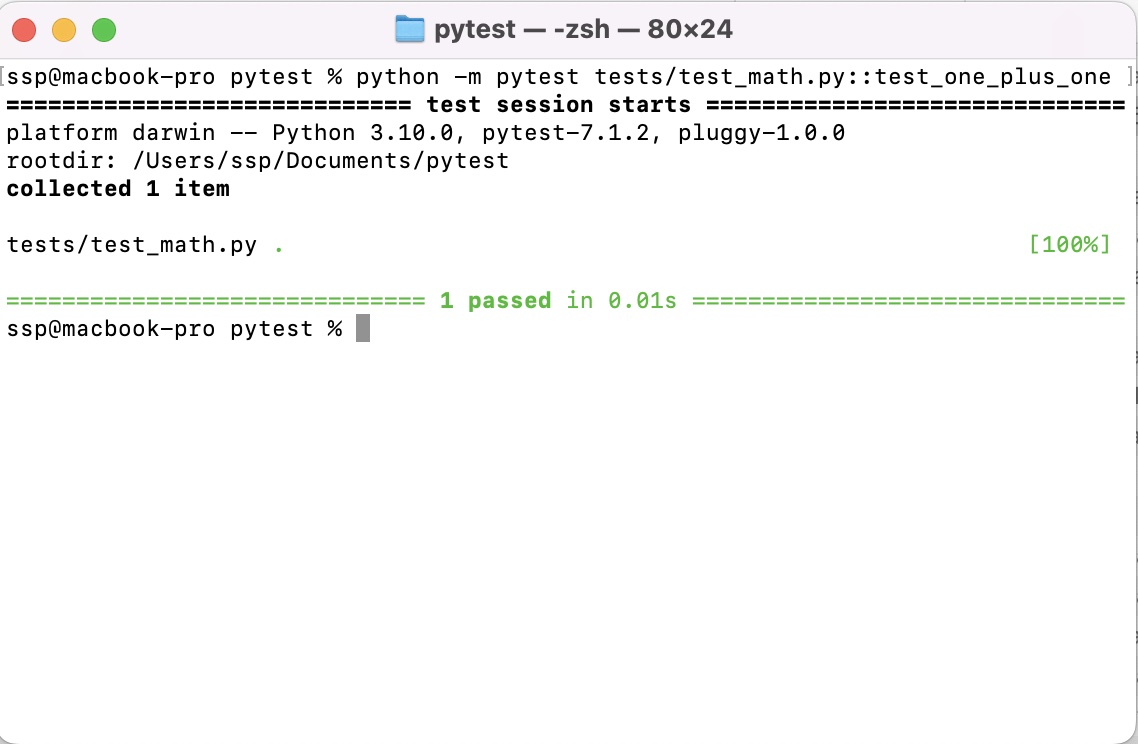 pytest — -zsh — 80×24
[ssp@macbook-pro pytest % python -m pytest tests/test_math.py::test_one_plus_one ]
============================= test session starts ==============================
platform darwin -- Python 3.10.0, pytest-7.1.2, pluggy-1.0.0
rootdir: /Users/ssp/Documents/pytest
collected 1 item
tests/test_math.py . [100%]
============================== 1 passed in 0.01s ===============================
ssp@macbook-pro pytest %